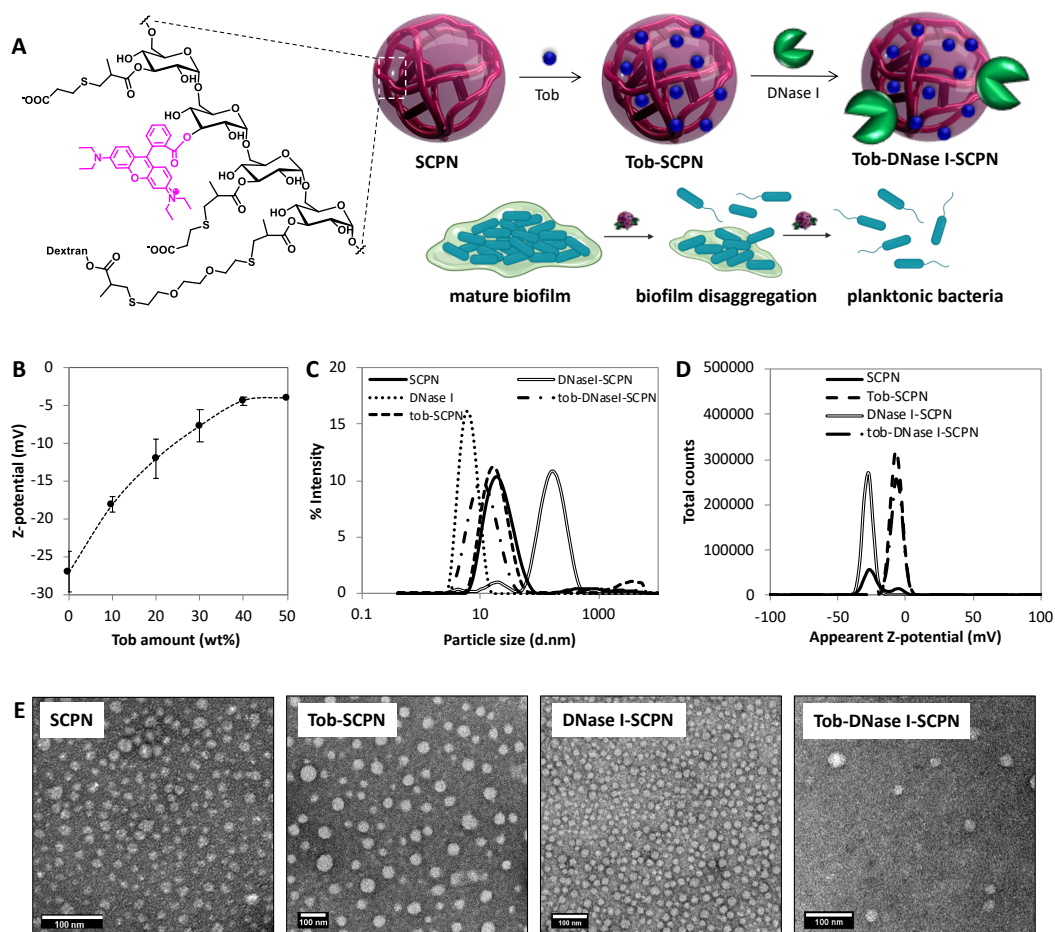 A
O
HO
OH
O
O
S
O
⁻OOC
O
HO
OH
O
O
O
N
O
N
⊕
HO
OH
O
O
O
S
HO
O
O
O
⁻OOC
Dextran
O
O
S
O
O
S
O
SCPN
Tob
Tob-SCPN
DNase I
Tob-DNase I-SCPN
mature biofilm
biofilm disaggregation
planktonic bacteria
B
Z-potential (mV)
0
-5
-10
-15
-20
-25
-30
0 10 20 30 40 50
Tob amount (wt%)
C
% Intensity
20
15
10
5
0
SCPN
DNaseI-SCPN
DNase I
tob-DNaseI-SCPN
tob-SCPN
0.1 10 1000
Particle size (d.nm)
D
Total counts
500000
400000
300000
200000
100000
0
SCPN
Tob-SCPN
DNase I-SCPN
tob-DNase I-SCPN
-100 -50 0 50 100
Appearent Z-potential (mV)
E
SCPN
100 nm
Tob-SCPN
100 nm
DNase I-SCPN
100 nm
Tob-DNase I-SCPN
100 nm